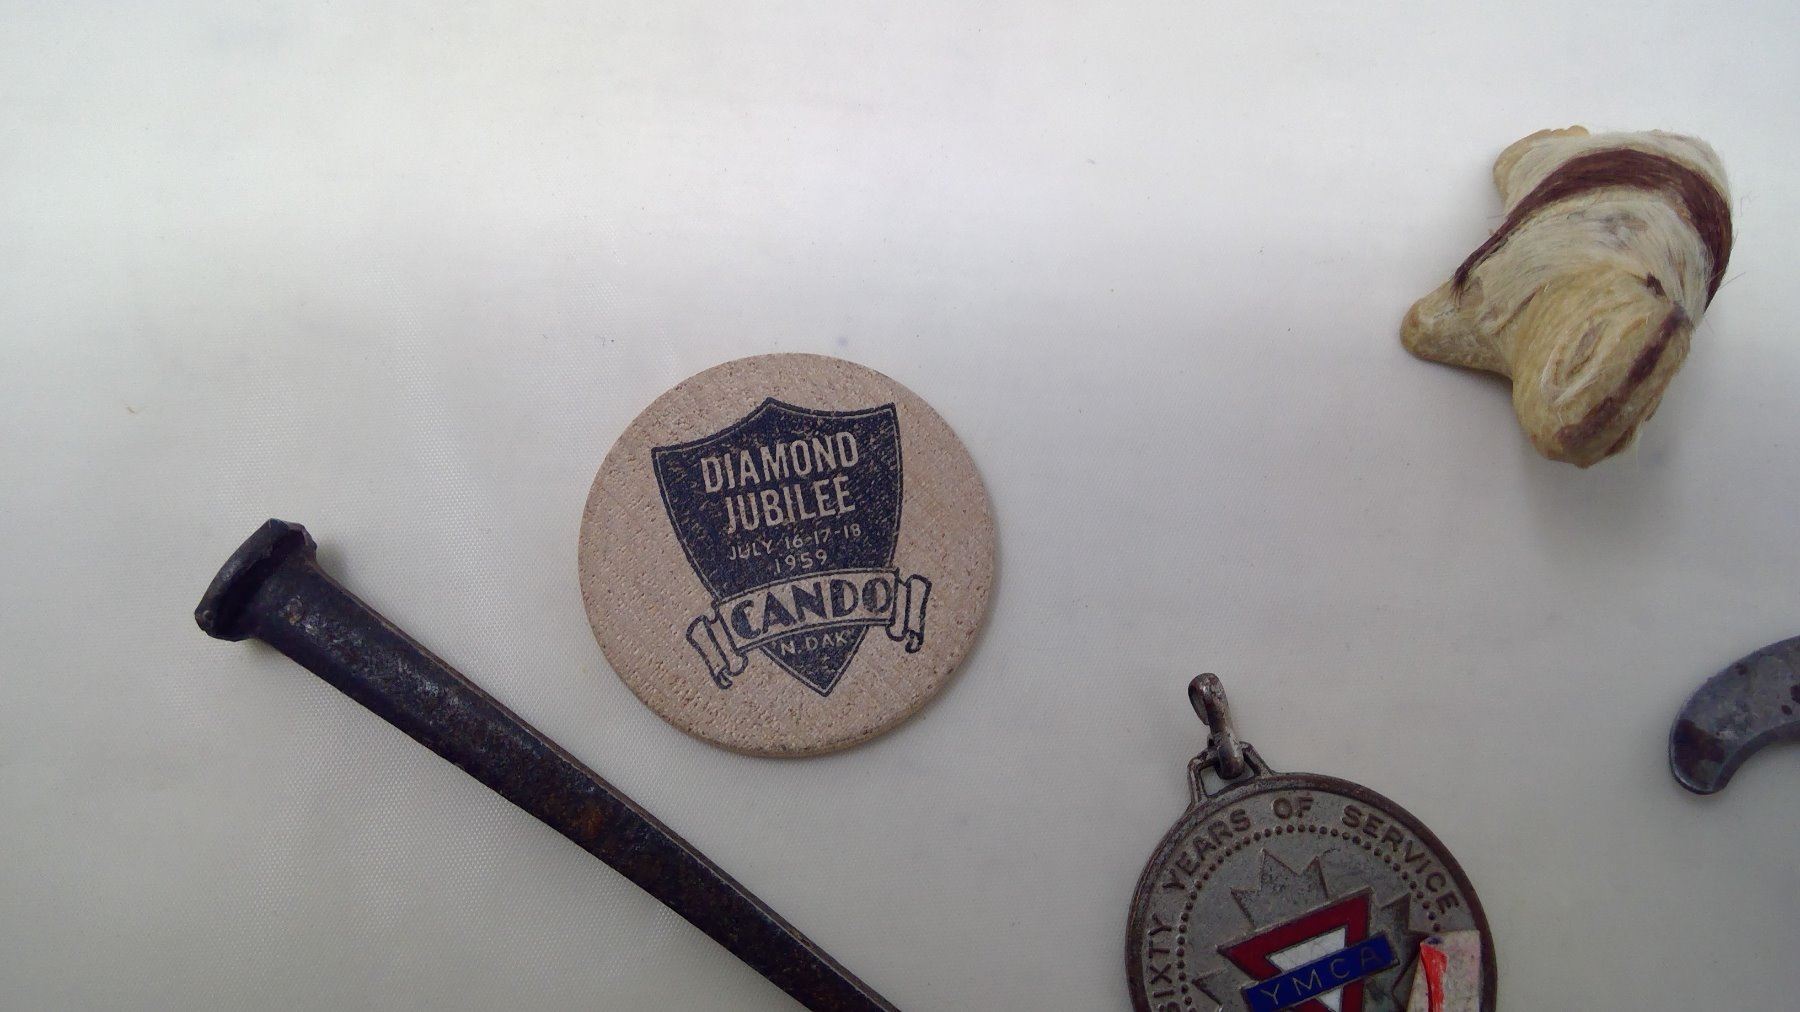 DIAMOND
JUBILEE
JULY 16-17-18
1959
CANDO
N. DAK.
SIXTY YEARS OF SERVICE
YMCA